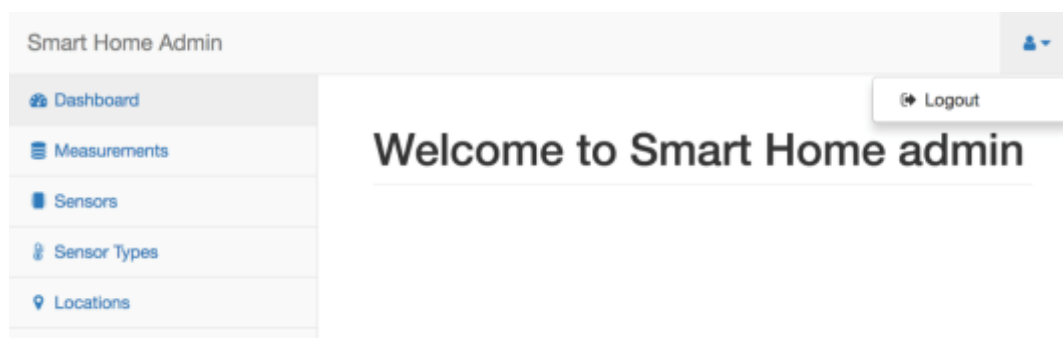 Smart Home Admin
Dashboard
Logout
Measurements
Welcome to Smart Home admin
Sensors
Sensor Types
Locations